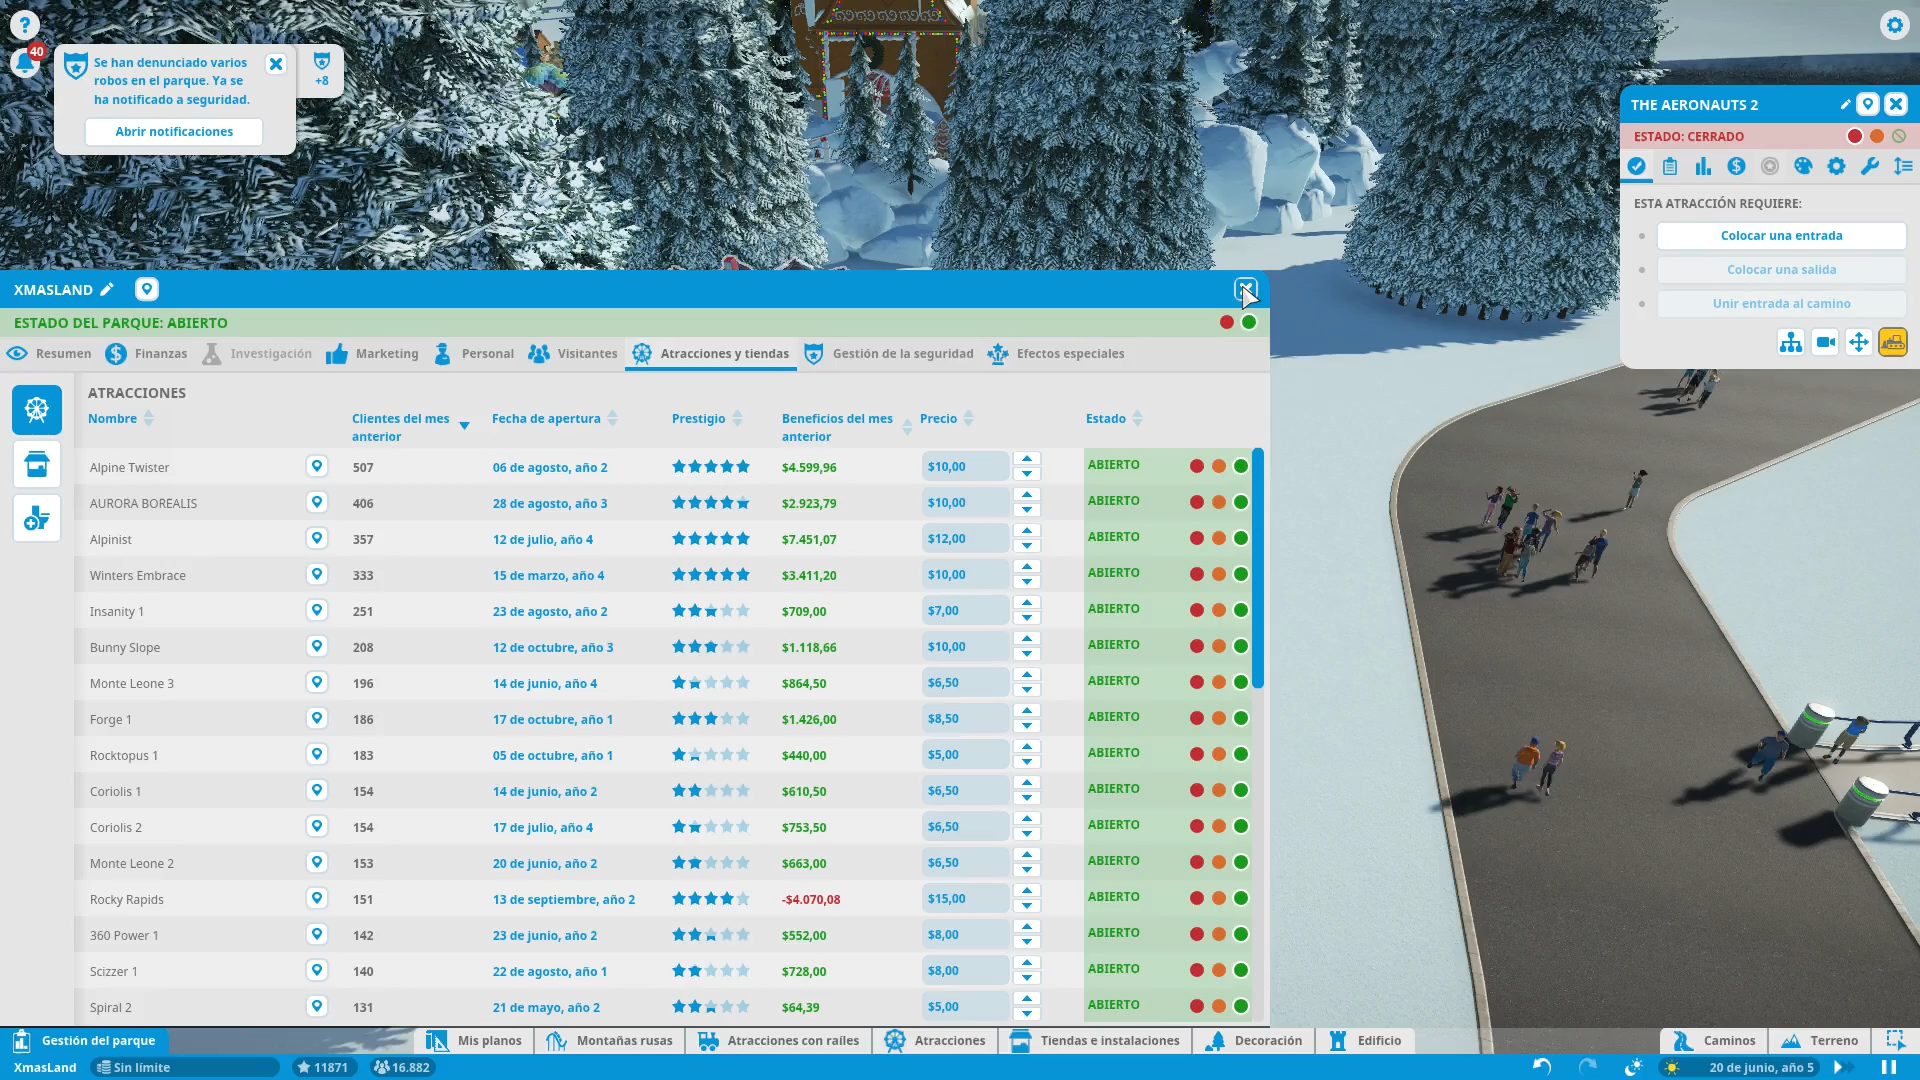 ?
40
Se han denunciado varios
robos en el parque. Ya se
ha notificado a seguridad.
+8
Abrir notificaciones
THE AERONAUTS 2
ESTADO: CERRADO
ESTA ATRACCIÓN REQUIERE:
Colocar una entrada
Colocar una salida
Unir entrada al camino
XMASLAND
ESTADO DEL PARQUE: ABIERTO
Resumen Finanzas Investigación Marketing Personal Visitantes Atracciones y tiendas Gestión de la seguridad Efectos especiales
ATRACCIONES
Nombre Clientes del mes anterior Fecha de apertura Prestigio Beneficios del mes anterior Precio Estado
Alpine Twister 507 06 de agosto, año 2 $4.599,96 $10,00 ABIERTO
AURORA BOREALIS 406 28 de agosto, año 3 $2.923,79 $10,00 ABIERTO
Alpinist 357 12 de julio, año 4 $7.451,07 $12,00 ABIERTO
Winters Embrace 333 15 de marzo, año 4 $3.411,20 $10,00 ABIERTO
Insanity 1 251 23 de agosto, año 2 $709,00 $7,00 ABIERTO
Bunny Slope 208 12 de octubre, año 3 $1.118,66 $10,00 ABIERTO
Monte Leone 3 196 14 de junio, año 4 $864,50 $6,50 ABIERTO
Forge 1 186 17 de octubre, año 1 $1.426,00 $8,50 ABIERTO
Rocktopus 1 183 05 de octubre, año 1 $440,00 $5,00 ABIERTO
Coriolis 1 154 14 de junio, año 2 $610,50 $6,50 ABIERTO
Coriolis 2 154 17 de julio, año 4 $753,50 $6,50 ABIERTO
Monte Leone 2 153 20 de junio, año 2 $663,00 $6,50 ABIERTO
Rocky Rapids 151 13 de septiembre, año 2 -$4.070,08 $15,00 ABIERTO
360 Power 1 142 23 de junio, año 2 $552,00 $8,00 ABIERTO
Scizzer 1 140 22 de agosto, año 1 $728,00 $8,00 ABIERTO
Spiral 2 131 21 de mayo, año 2 $64,39 $5,00 ABIERTO
Gestión del parque Mis planos Montañas rusas Atracciones con raíles Atracciones Tiendas e instalaciones Decoración Edificio Caminos Terreno
XmasLand Sin límite 11871 16.882 20 de junio, año 5